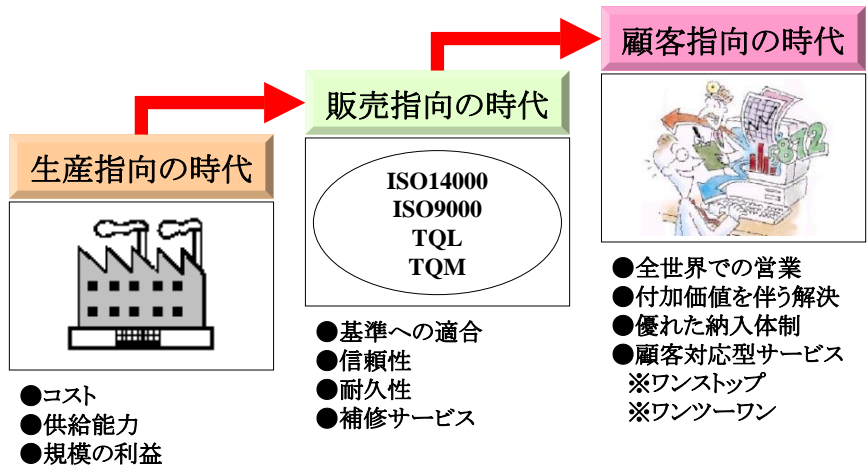 生産指向の時代
●コスト
●供給能力
●規模の利益
販売指向の時代
ISO14000
ISO9000
TQL
TQM
●基準への適合
●信頼性
●耐久性
●補修サービス
顧客指向の時代
872
●全世界での営業
●付加価値を伴う解決
●優れた納入体制
●顧客対応型サービス
※ワンストップ
※ワンツーワン